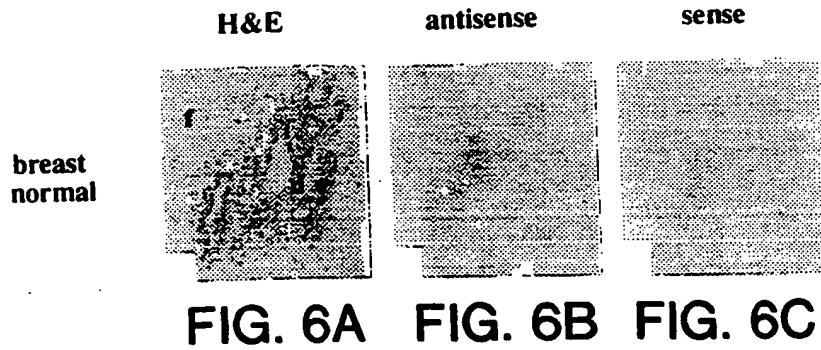 H&E antisense sense
f
breast
normal
FIG. 6A FIG. 6B FIG. 6C